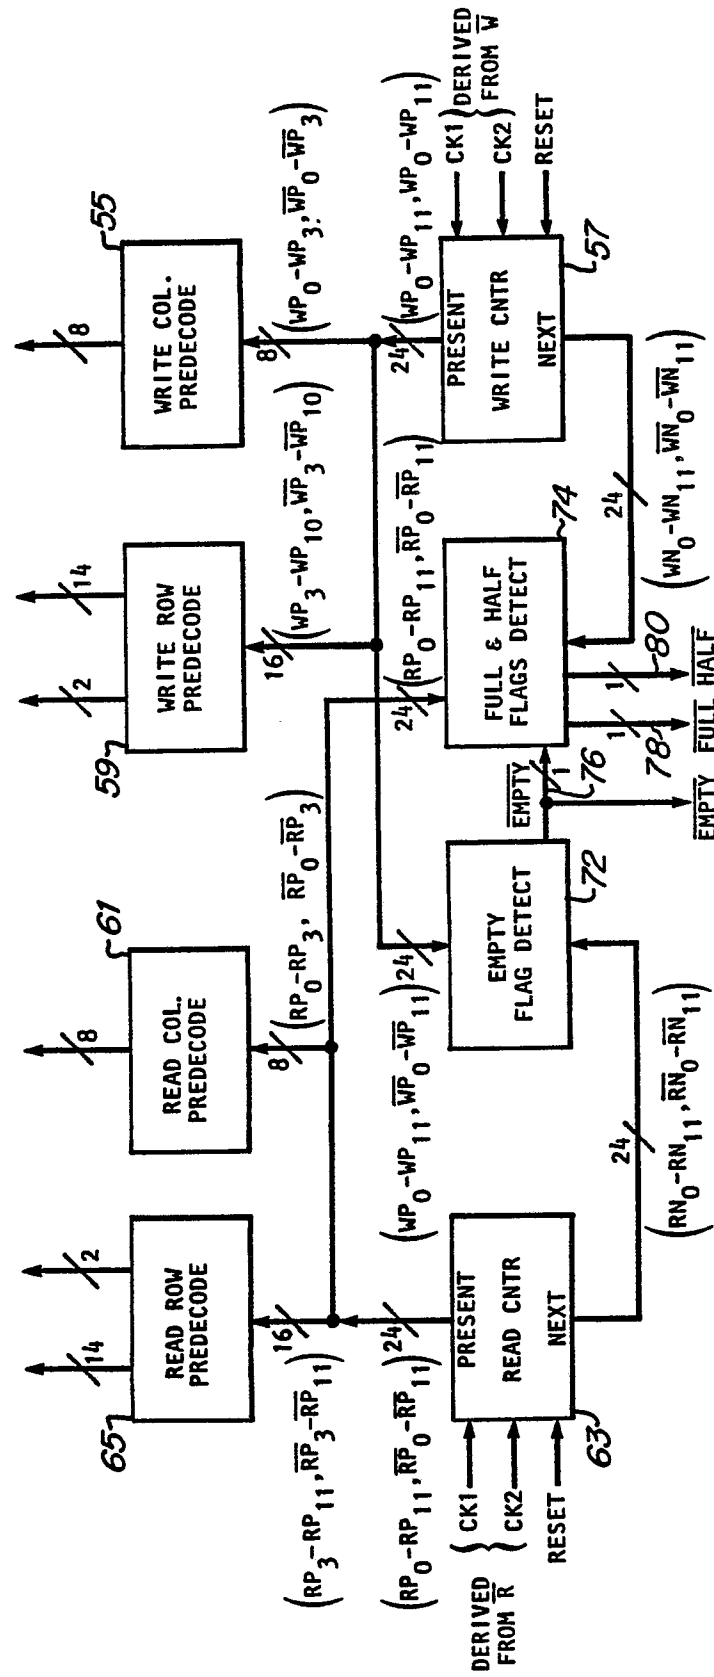 14
2
8
2
14
8
65
READ ROW
PREDECODE
61
READ COL.
PREDECODE
59
WRITE ROW
PREDECODE
55
WRITE COL.
PREDECODE
16
(RP₃-RP₁₁, R̅P̅₃-R̅P̅₁₁)
8
(RP₀-RP₃, R̅P̅₀-R̅P̅₃)
16
(WP₃-WP₁₀, W̅P̅₃-W̅P̅₁₀)
8
(WP₀-WP₃, W̅P̅₀-W̅P̅₃)
24
(RP₀-RP₁₁, R̅P̅₀-R̅P̅₁₁)
24
(WP₀-WP₁₁, W̅P̅₀-W̅P̅₁₁)
24
(RP₀-RP₁₁, R̅P̅₀-R̅P̅₁₁)
24
(WP₀-WP₁₁, WP₀-WP₁₁)
DERIVED
FROM R̅
CK1
CK2
RESET
PRESENT
READ CNTR
NEXT
63
EMPTY
FLAG DETECT
72
E̅M̅P̅T̅Y̅
1
76
FULL & HALF
FLAGS DETECT
74
PRESENT
WRITE CNTR
NEXT
57
CK1
CK2
DERIVED
FROM W̅
RESET
24
(RN₀-RN₁₁, R̅N̅₀-R̅N̅₁₁)
1
78
1
80
24
(WN₀-WN₁₁, W̅N̅₀-W̅N̅₁₁)
E̅M̅P̅T̅Y̅
F̅U̅L̅L̅
H̅A̅L̅F̅